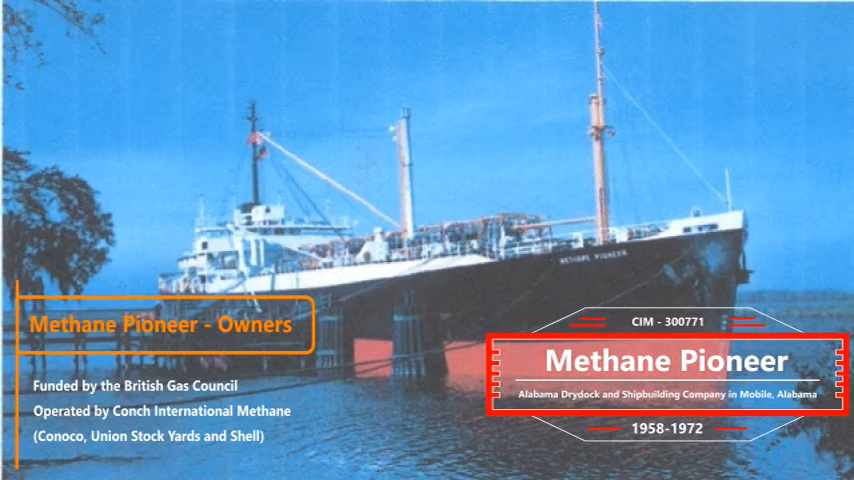 METHANE PIONEER
Methane Pioneer - Owners
Funded by the British Gas Council
Operated by Conch International Methane
(Conoco, Union Stock Yards and Shell)
CIM - 300771
Methane Pioneer
Alabama Drydock and Shipbuilding Company in Mobile, Alabama
1958-1972